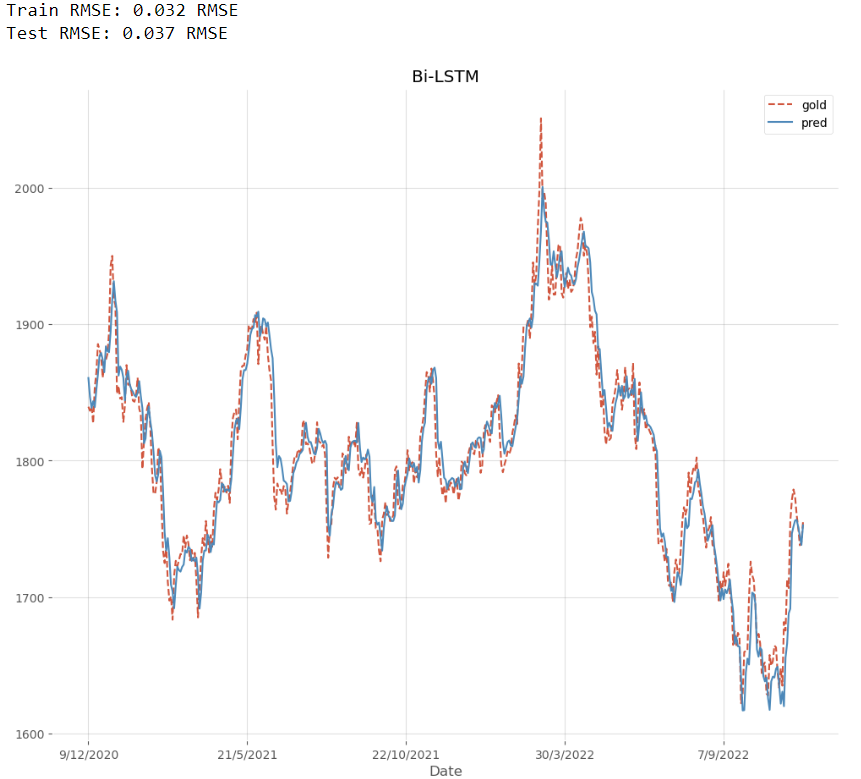 Train RMSE: 0.032 RMSE
Test RMSE: 0.037 RMSE
Bi-LSTM
gold
pred
2000
1900
1800
1700
1600
9/12/2020 21/5/2021 22/10/2021 30/3/2022 7/9/2022
Date